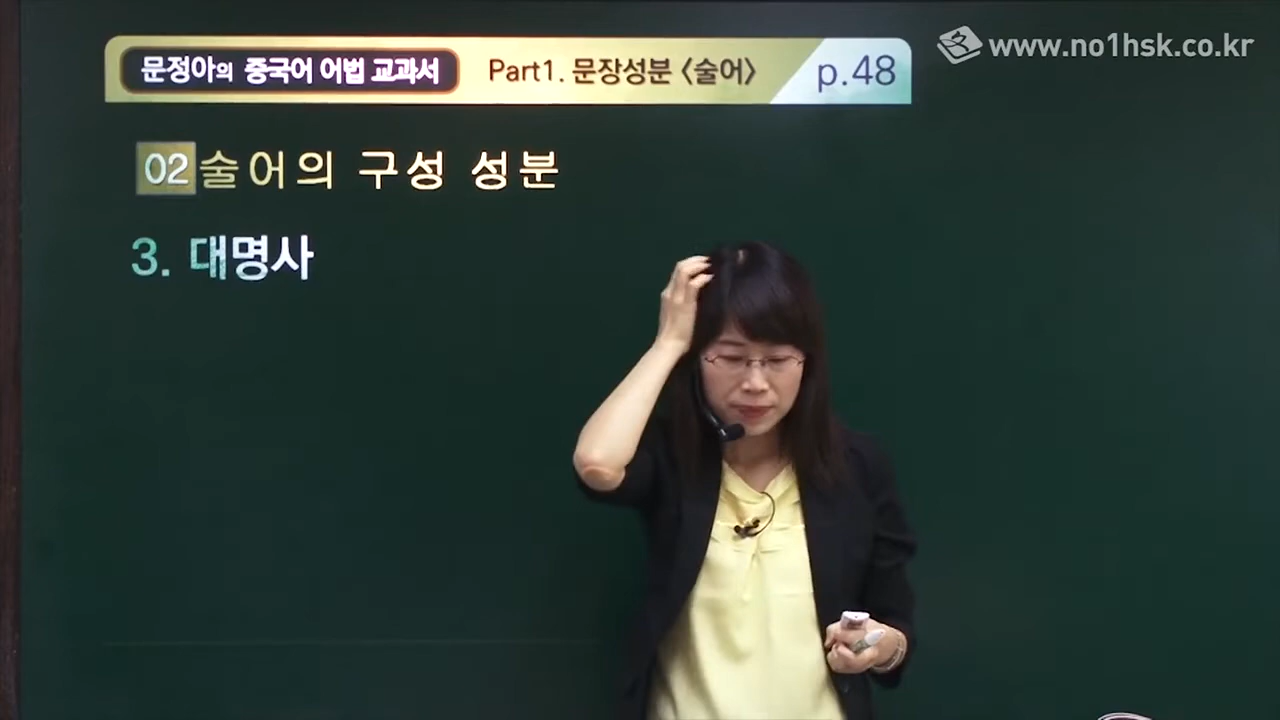 문정아의 중국어 어법 교과서 Part1. 문장성분 〈술어〉 p.48
www.no1hsk.co.kr
02 술어의 구성 성분
3. 대명사